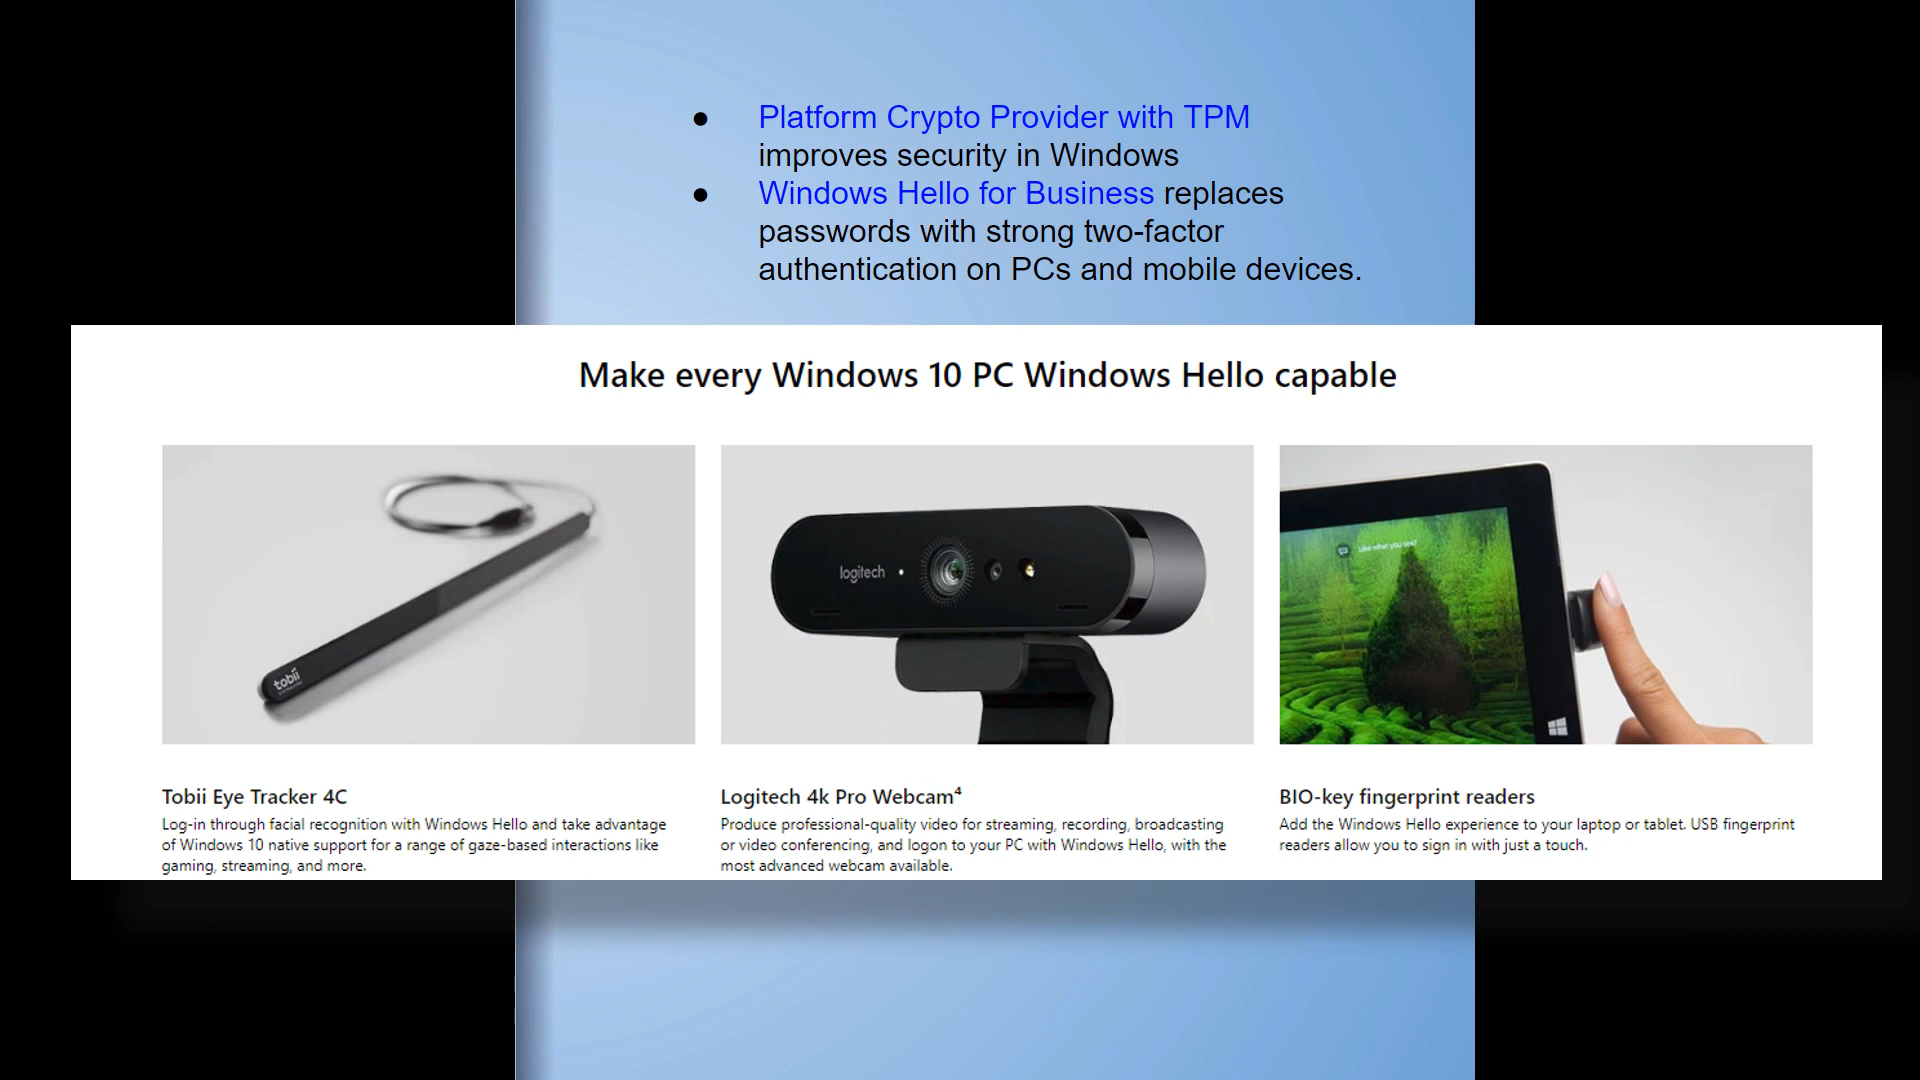 ● Platform Crypto Provider with TPM
improves security in Windows
● Windows Hello for Business replaces
passwords with strong two-factor
authentication on PCs and mobile devices.
Make every Windows 10 PC Windows Hello capable
tobii
logitech
Like what you see?
Tobii Eye Tracker 4C
Log-in through facial recognition with Windows Hello and take advantage
of Windows 10 native support for a range of gaze-based interactions like
gaming, streaming, and more.
Logitech 4k Pro Webcam⁴
Produce professional-quality video for streaming, recording, broadcasting
or video conferencing, and logon to your PC with Windows Hello, with the
most advanced webcam available.
BIO-key fingerprint readers
Add the Windows Hello experience to your laptop or tablet. USB fingerprint
readers allow you to sign in with just a touch.